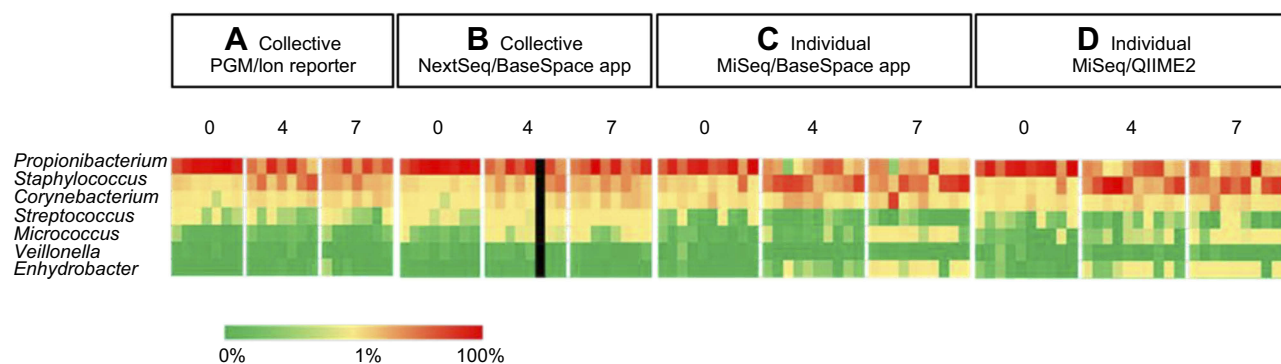 A Collective
PGM/Ion reporter
B Collective
NextSeq/BaseSpace app
C Individual
MiSeq/BaseSpace app
D Individual
MiSeq/QIIME2
0 4 7 0 4 7 0 4 7 0 4 7
Propionibacterium
Staphylococcus
Corynebacterium
Streptococcus
Micrococcus
Veillonella
Enhydrobacter
0% 1% 100%